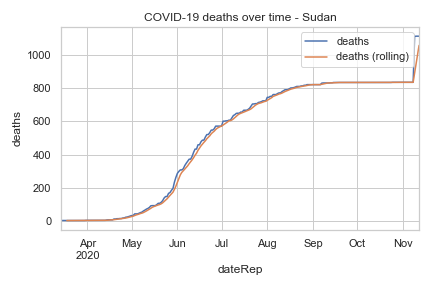 COVID-19 deaths over time - Sudan
deaths
deaths (rolling)
1000
800
600
400
200
0
deaths
Apr May Jun Jul Aug Sep Oct Nov
2020
dateRep